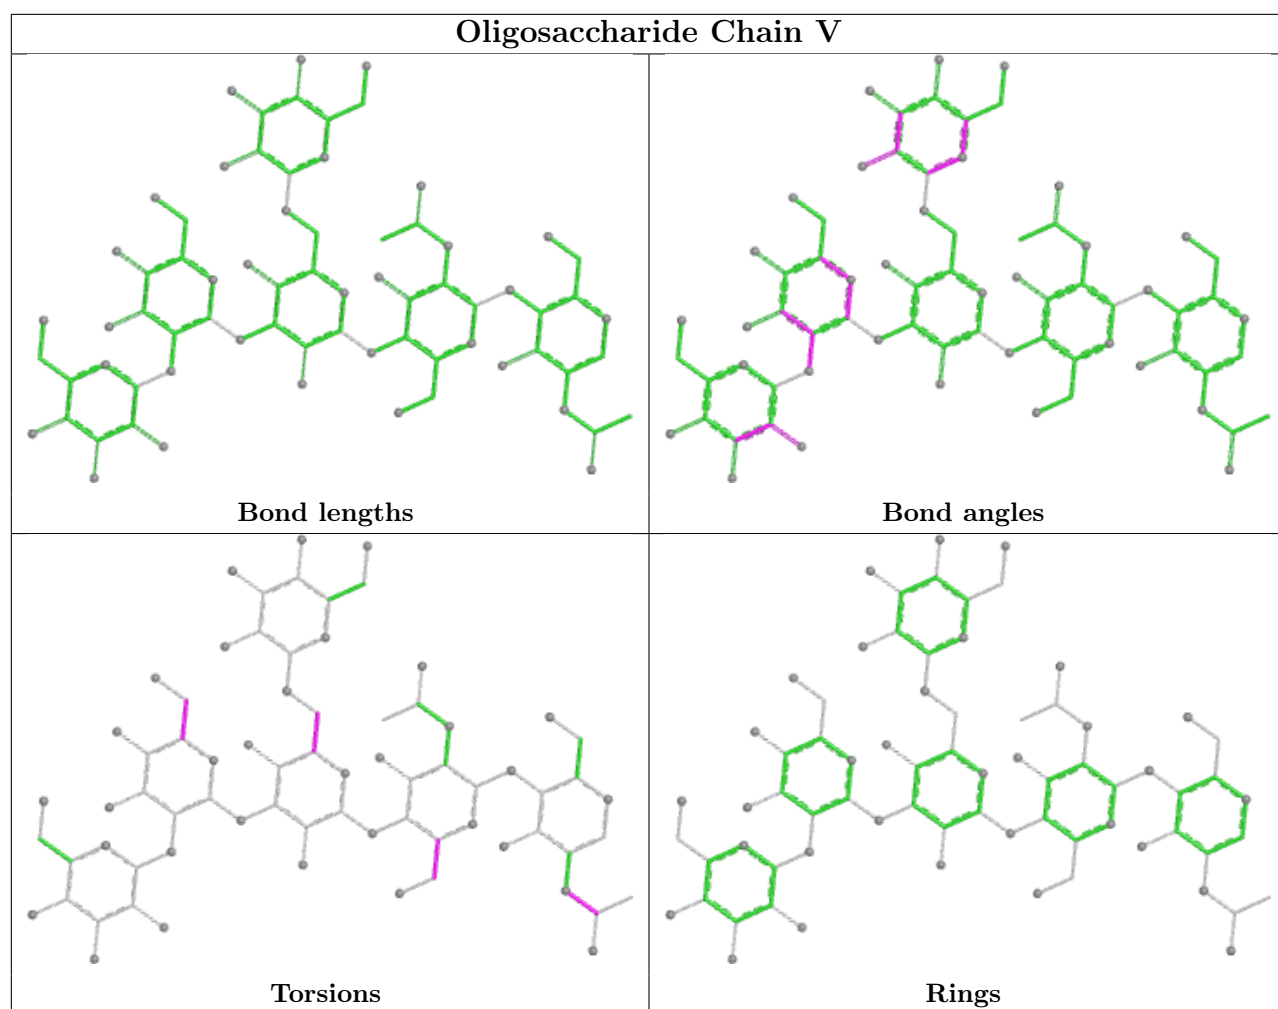 Oligosaccharide Chain V
Bond lengths
Bond angles
Torsions
Rings